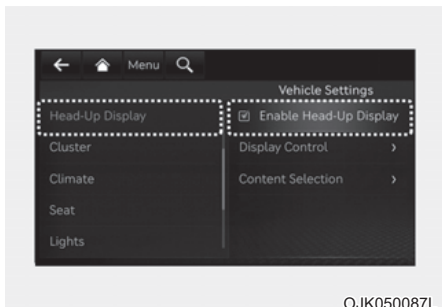 Menu
Vehicle Settings
Head-Up Display
Enable Head-Up Display
Cluster
Display Control
Climate
Content Selection
Seat
Lights
OJK050087L